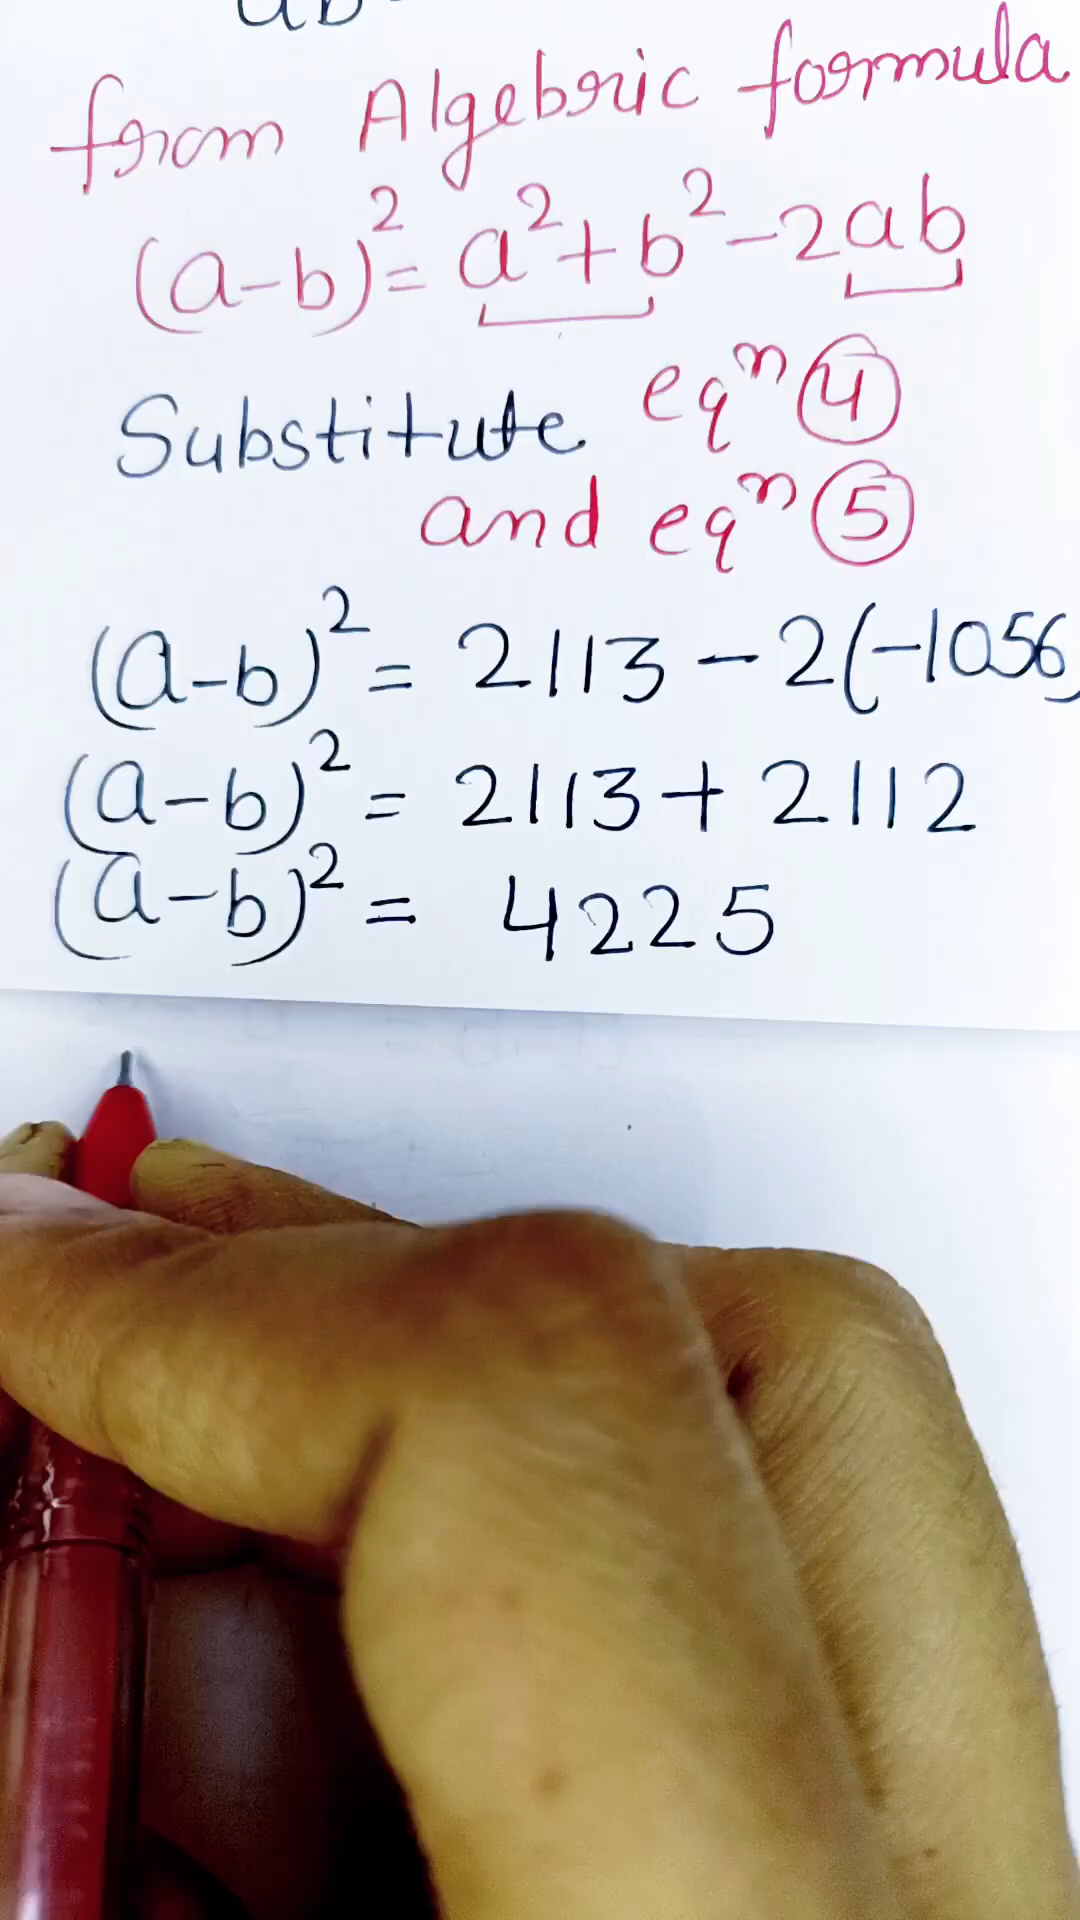 from Algebric formula
(a-b)² = a² + b² - 2ab
Substitute eqⁿ ④
and eqⁿ ⑤
(a-b)² = 2113 - 2(-1056)
(a-b)² = 2113 + 2112
(a-b)² = 4225